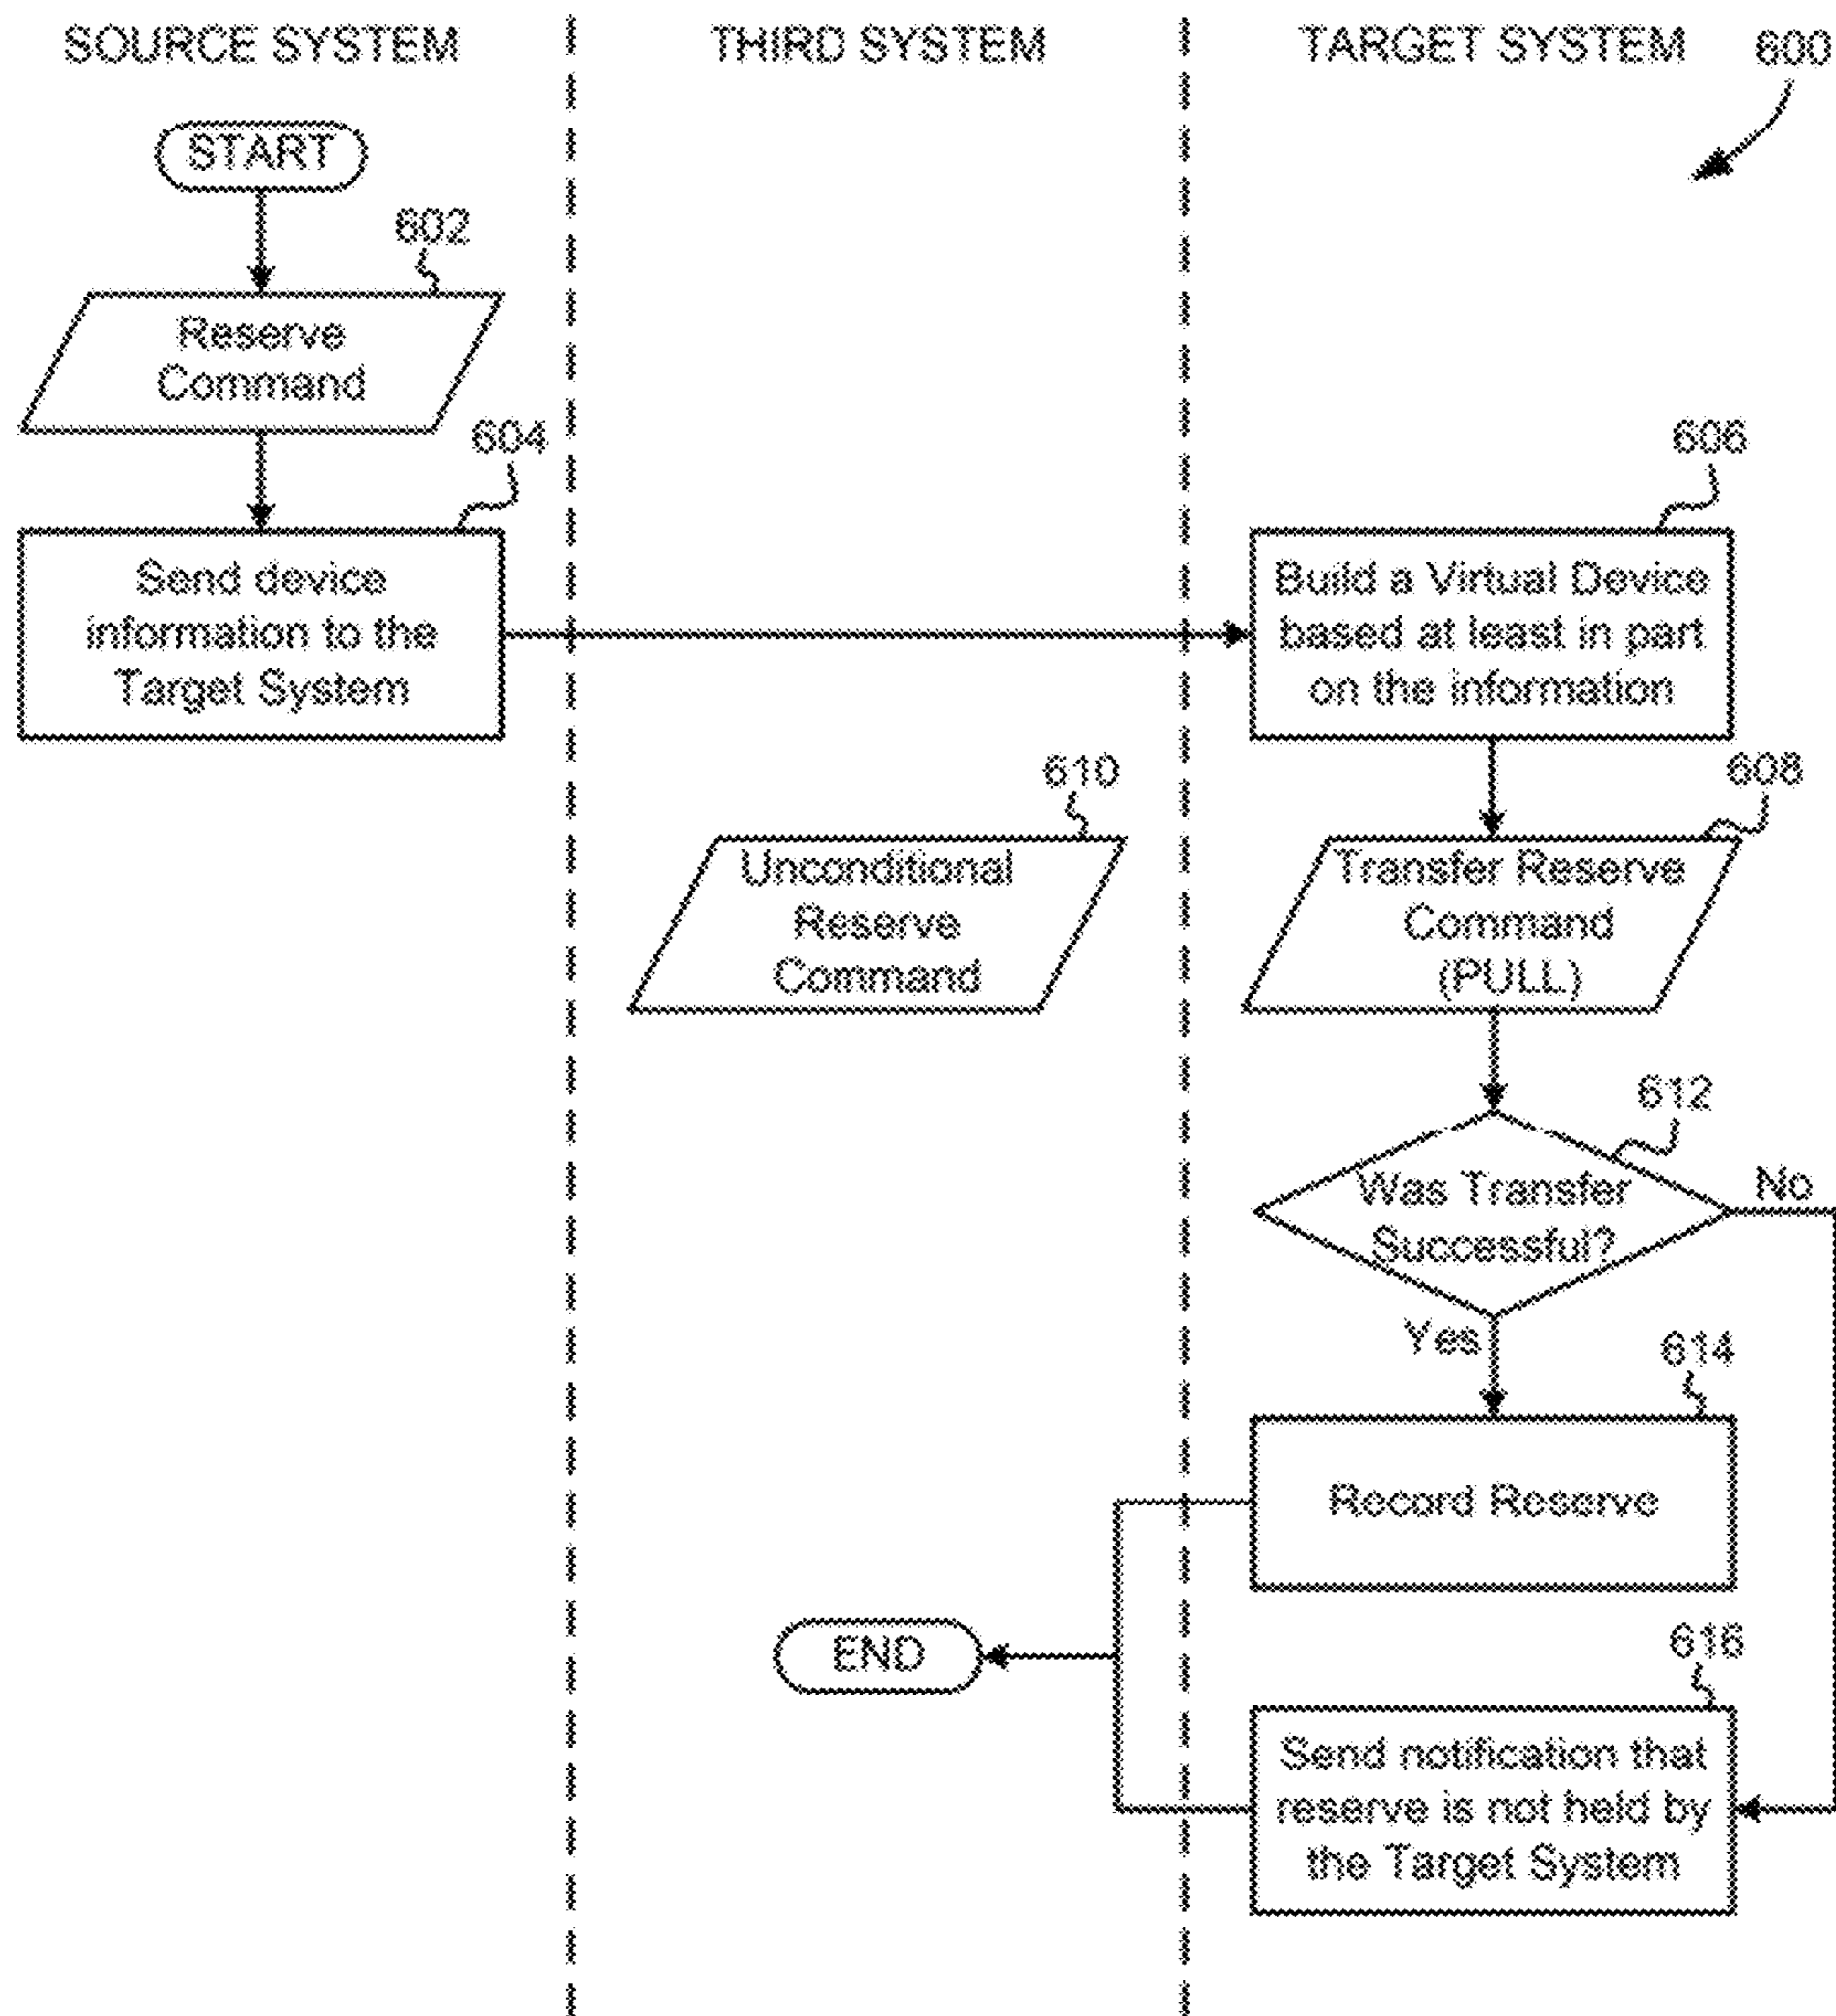 SOURCE SYSTEM
THIRD SYSTEM
TARGET SYSTEM
600
START
602
Reserve
Command
604
Send device
information to the
Target System
606
Build a Virtual Device
based at least in part
on the information
610
Unconditional
Reserve
Command
608
Transfer Reserve
Command
(PULL)
612
Was Transfer
Successful?
No
Yes
614
Record Reserve
END
616
Send notification that
reserve is not held by
the Target System